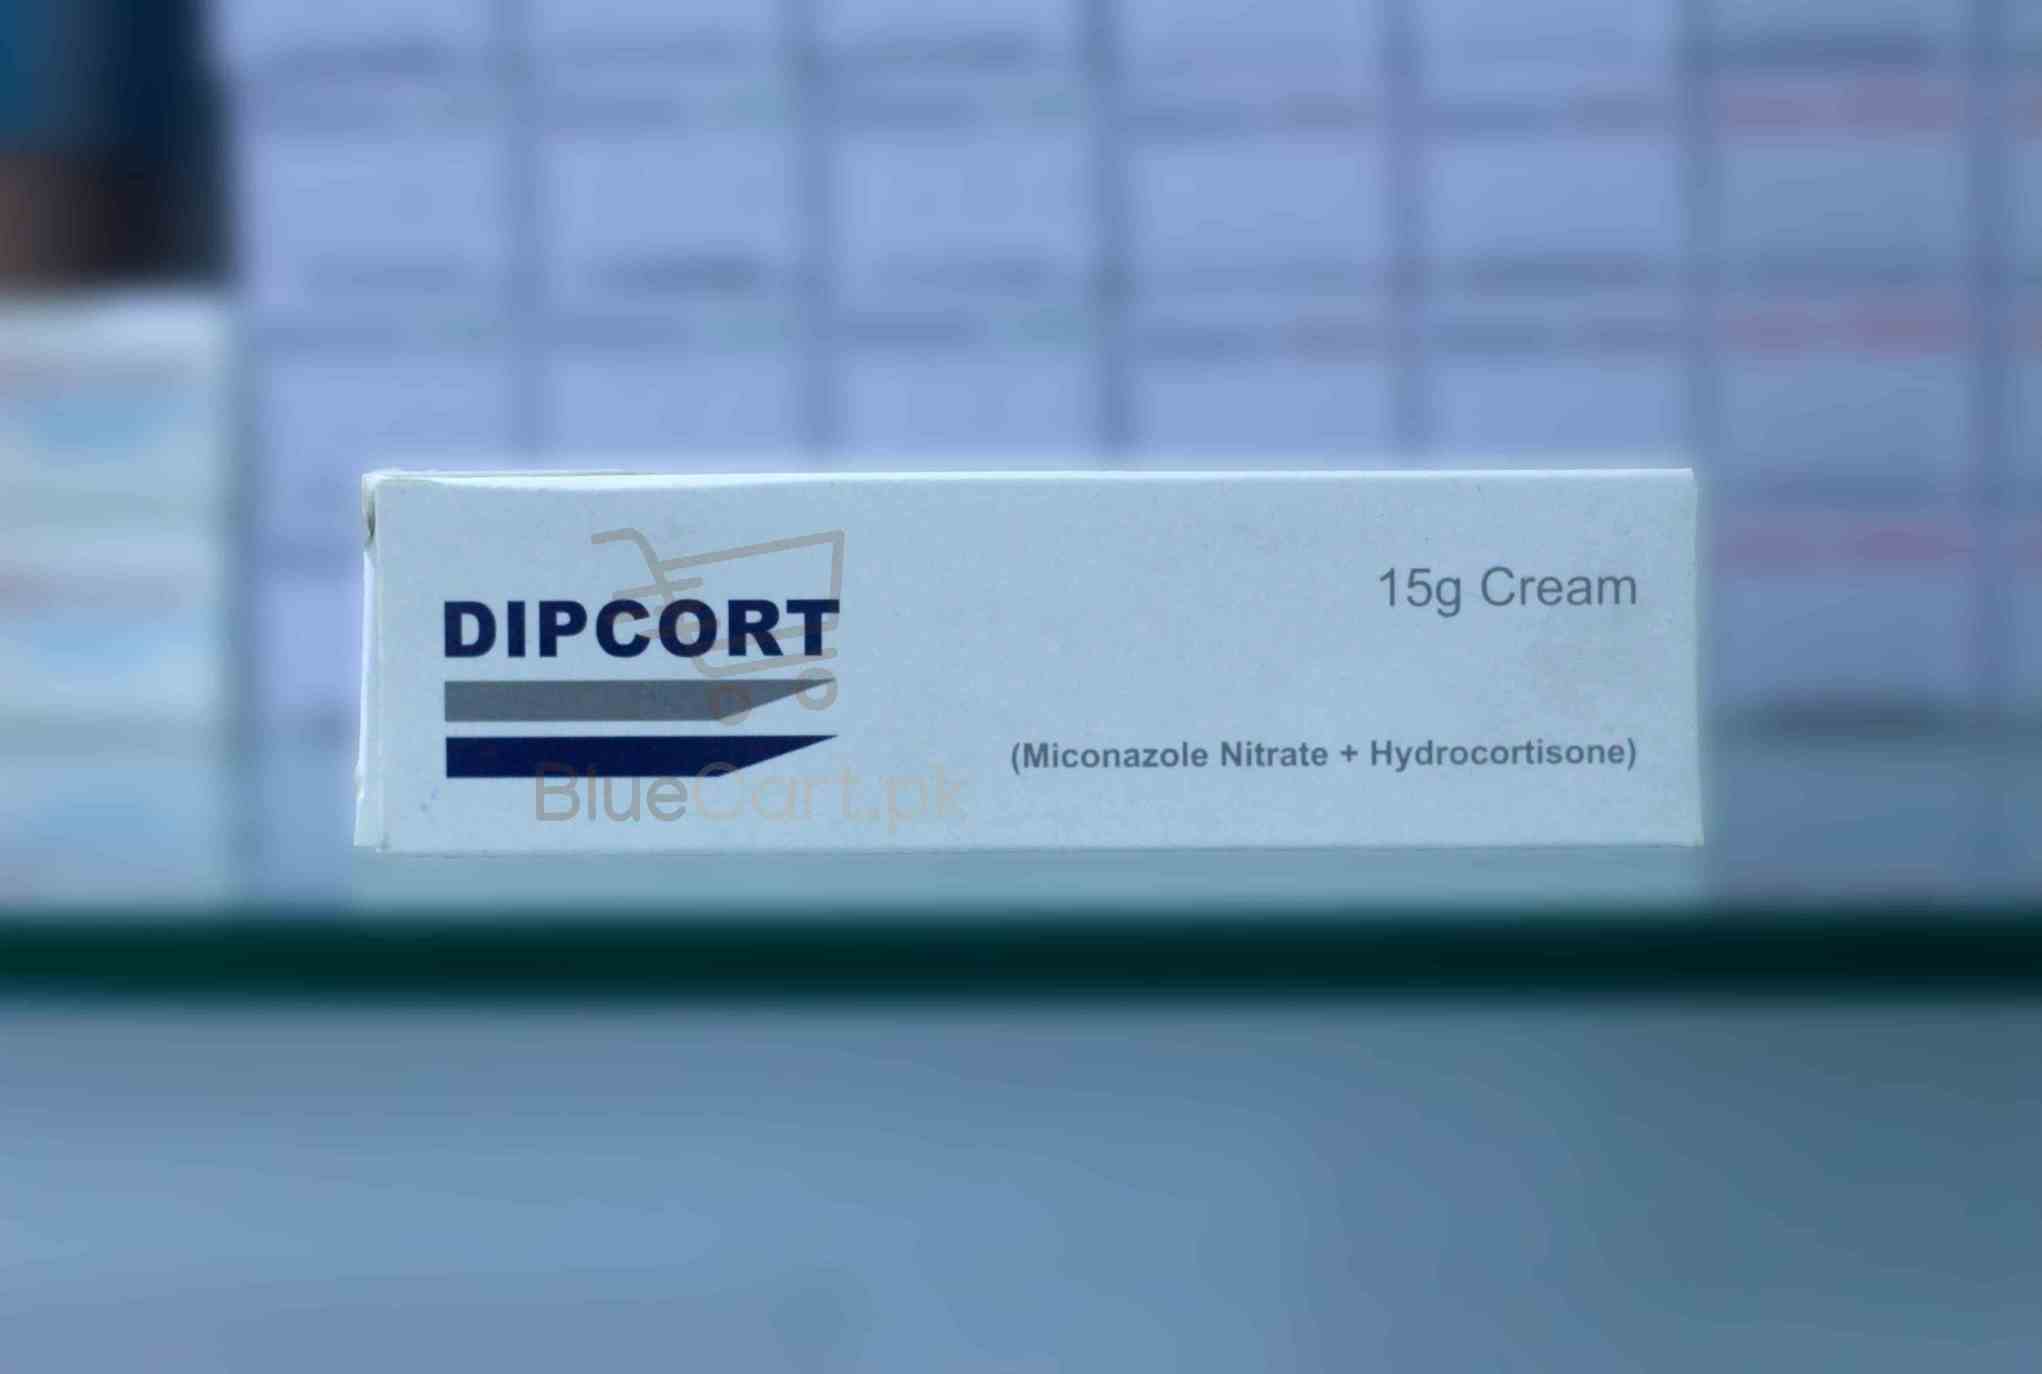 DIPCORT
15g Cream
(Miconazole Nitrate + Hydrocortisone)
BlueCart.pk